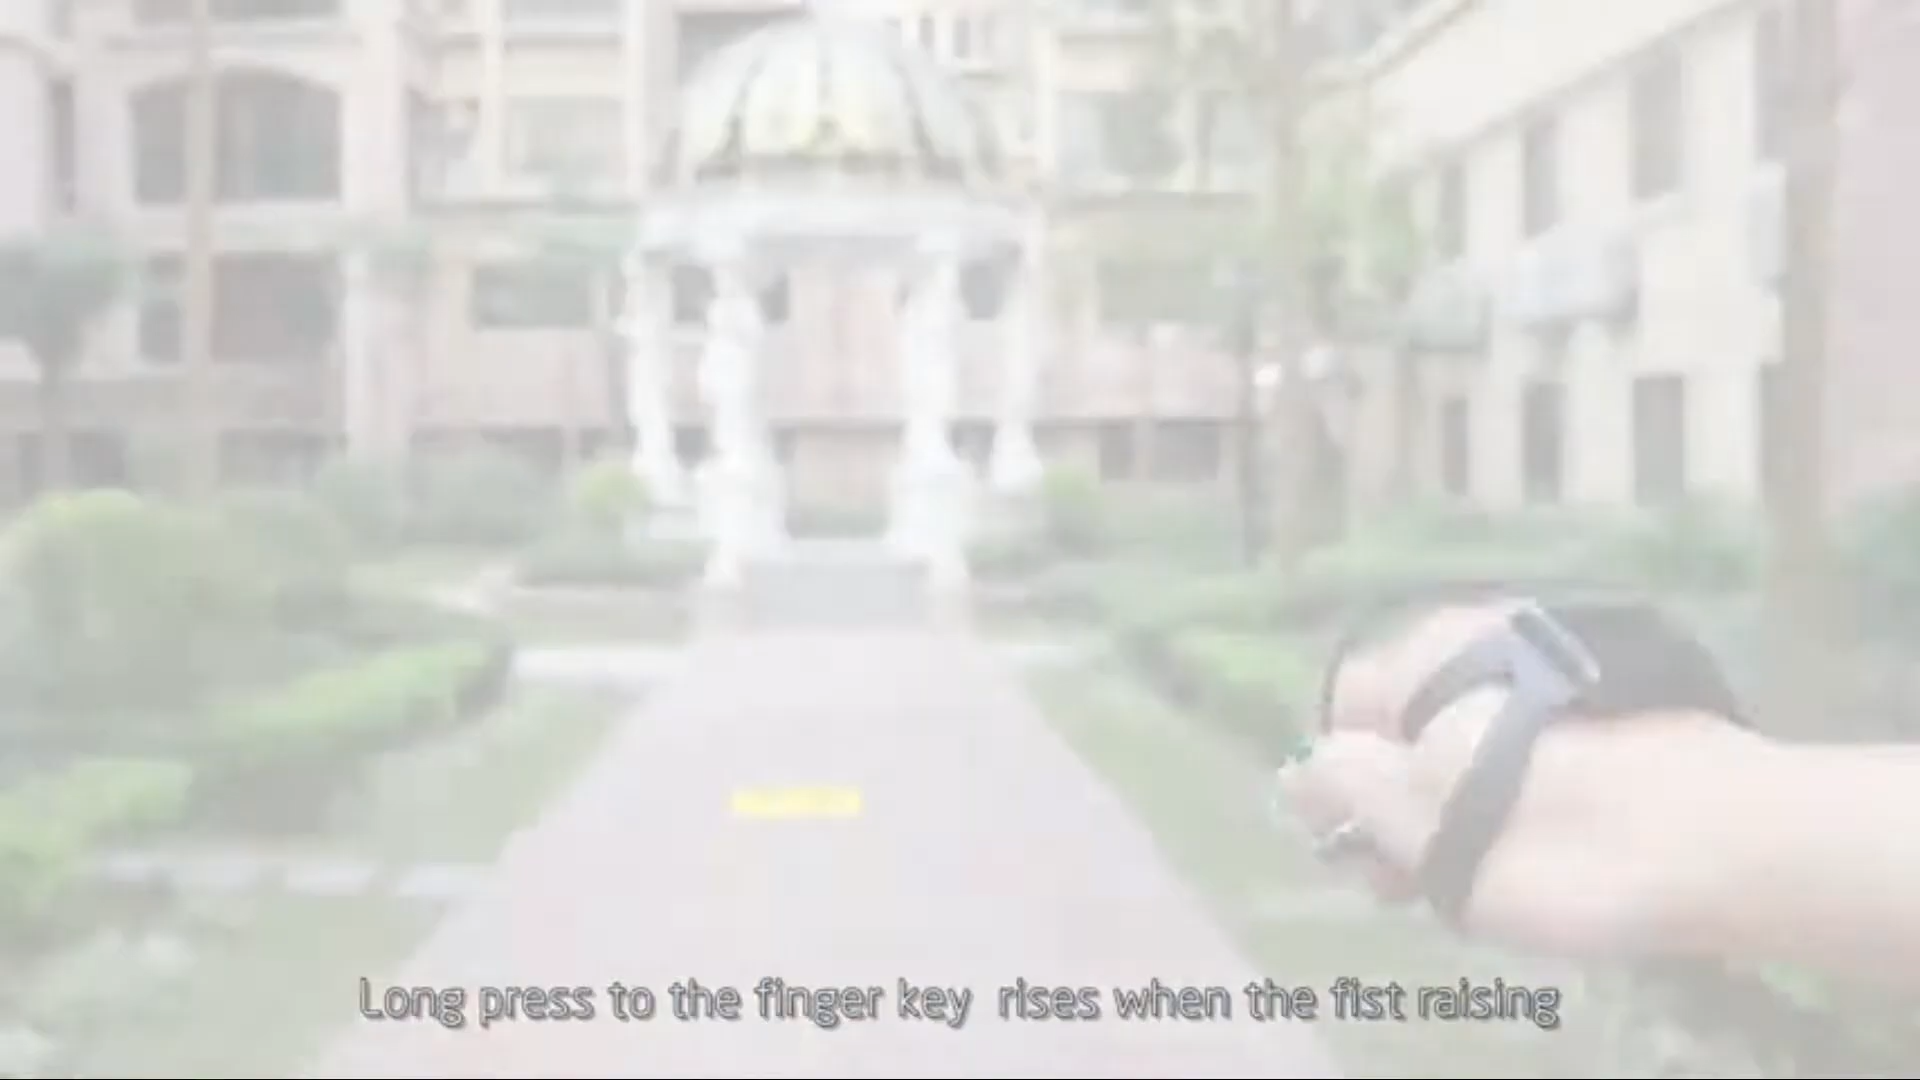 Long press to the finger key  rises when the fist raising